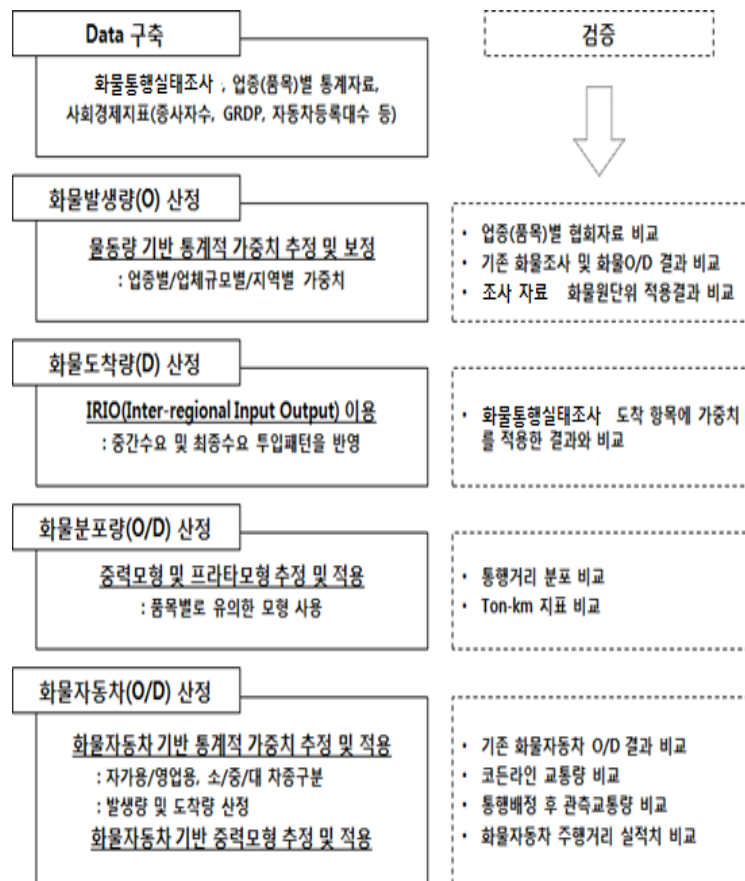 Data 구축
검증
화물통행실태조사 , 업종(품목)별 통계자료,
사회경제지표(종사자수, GRDP, 자동차등록대수 등)
화물발생량(O) 산정
물동량 기반 통계적 가중치 추정 및 보정
: 업종별/업체규모별/지역별 가중치
• 업종(품목)별 협회자료 비교
• 기존 화물조사 및 화물O/D 결과 비교
• 조사 자료 화물원단위 적용결과 비교
화물도착량(D) 산정
IRIO(Inter-regional Input Output) 이용
: 중간수요 및 최종수요 투입패턴을 반영
• 화물통행실태조사 도착 항목에 가중치
를 적용한 결과와 비교
화물분포량(O/D) 산정
중력모형 및 프라타모형 추정 및 적용
: 품목별로 유의한 모형 사용
• 통행거리 분포 비교
• Ton-km 지표 비교
화물자동차(O/D) 산정
화물자동차 기반 통계적 가중치 추정 및 적용
: 자가용/영업용, 소/중/대 차종구분
: 발생량 및 도착량 산정
화물자동차 기반 중력모형 추정 및 적용
• 기존 화물자동차 O/D 결과 비교
• 코든라인 교통량 비교
• 통행배정 후 관측교통량 비교
• 화물자동차 주행거리 실적치 비교